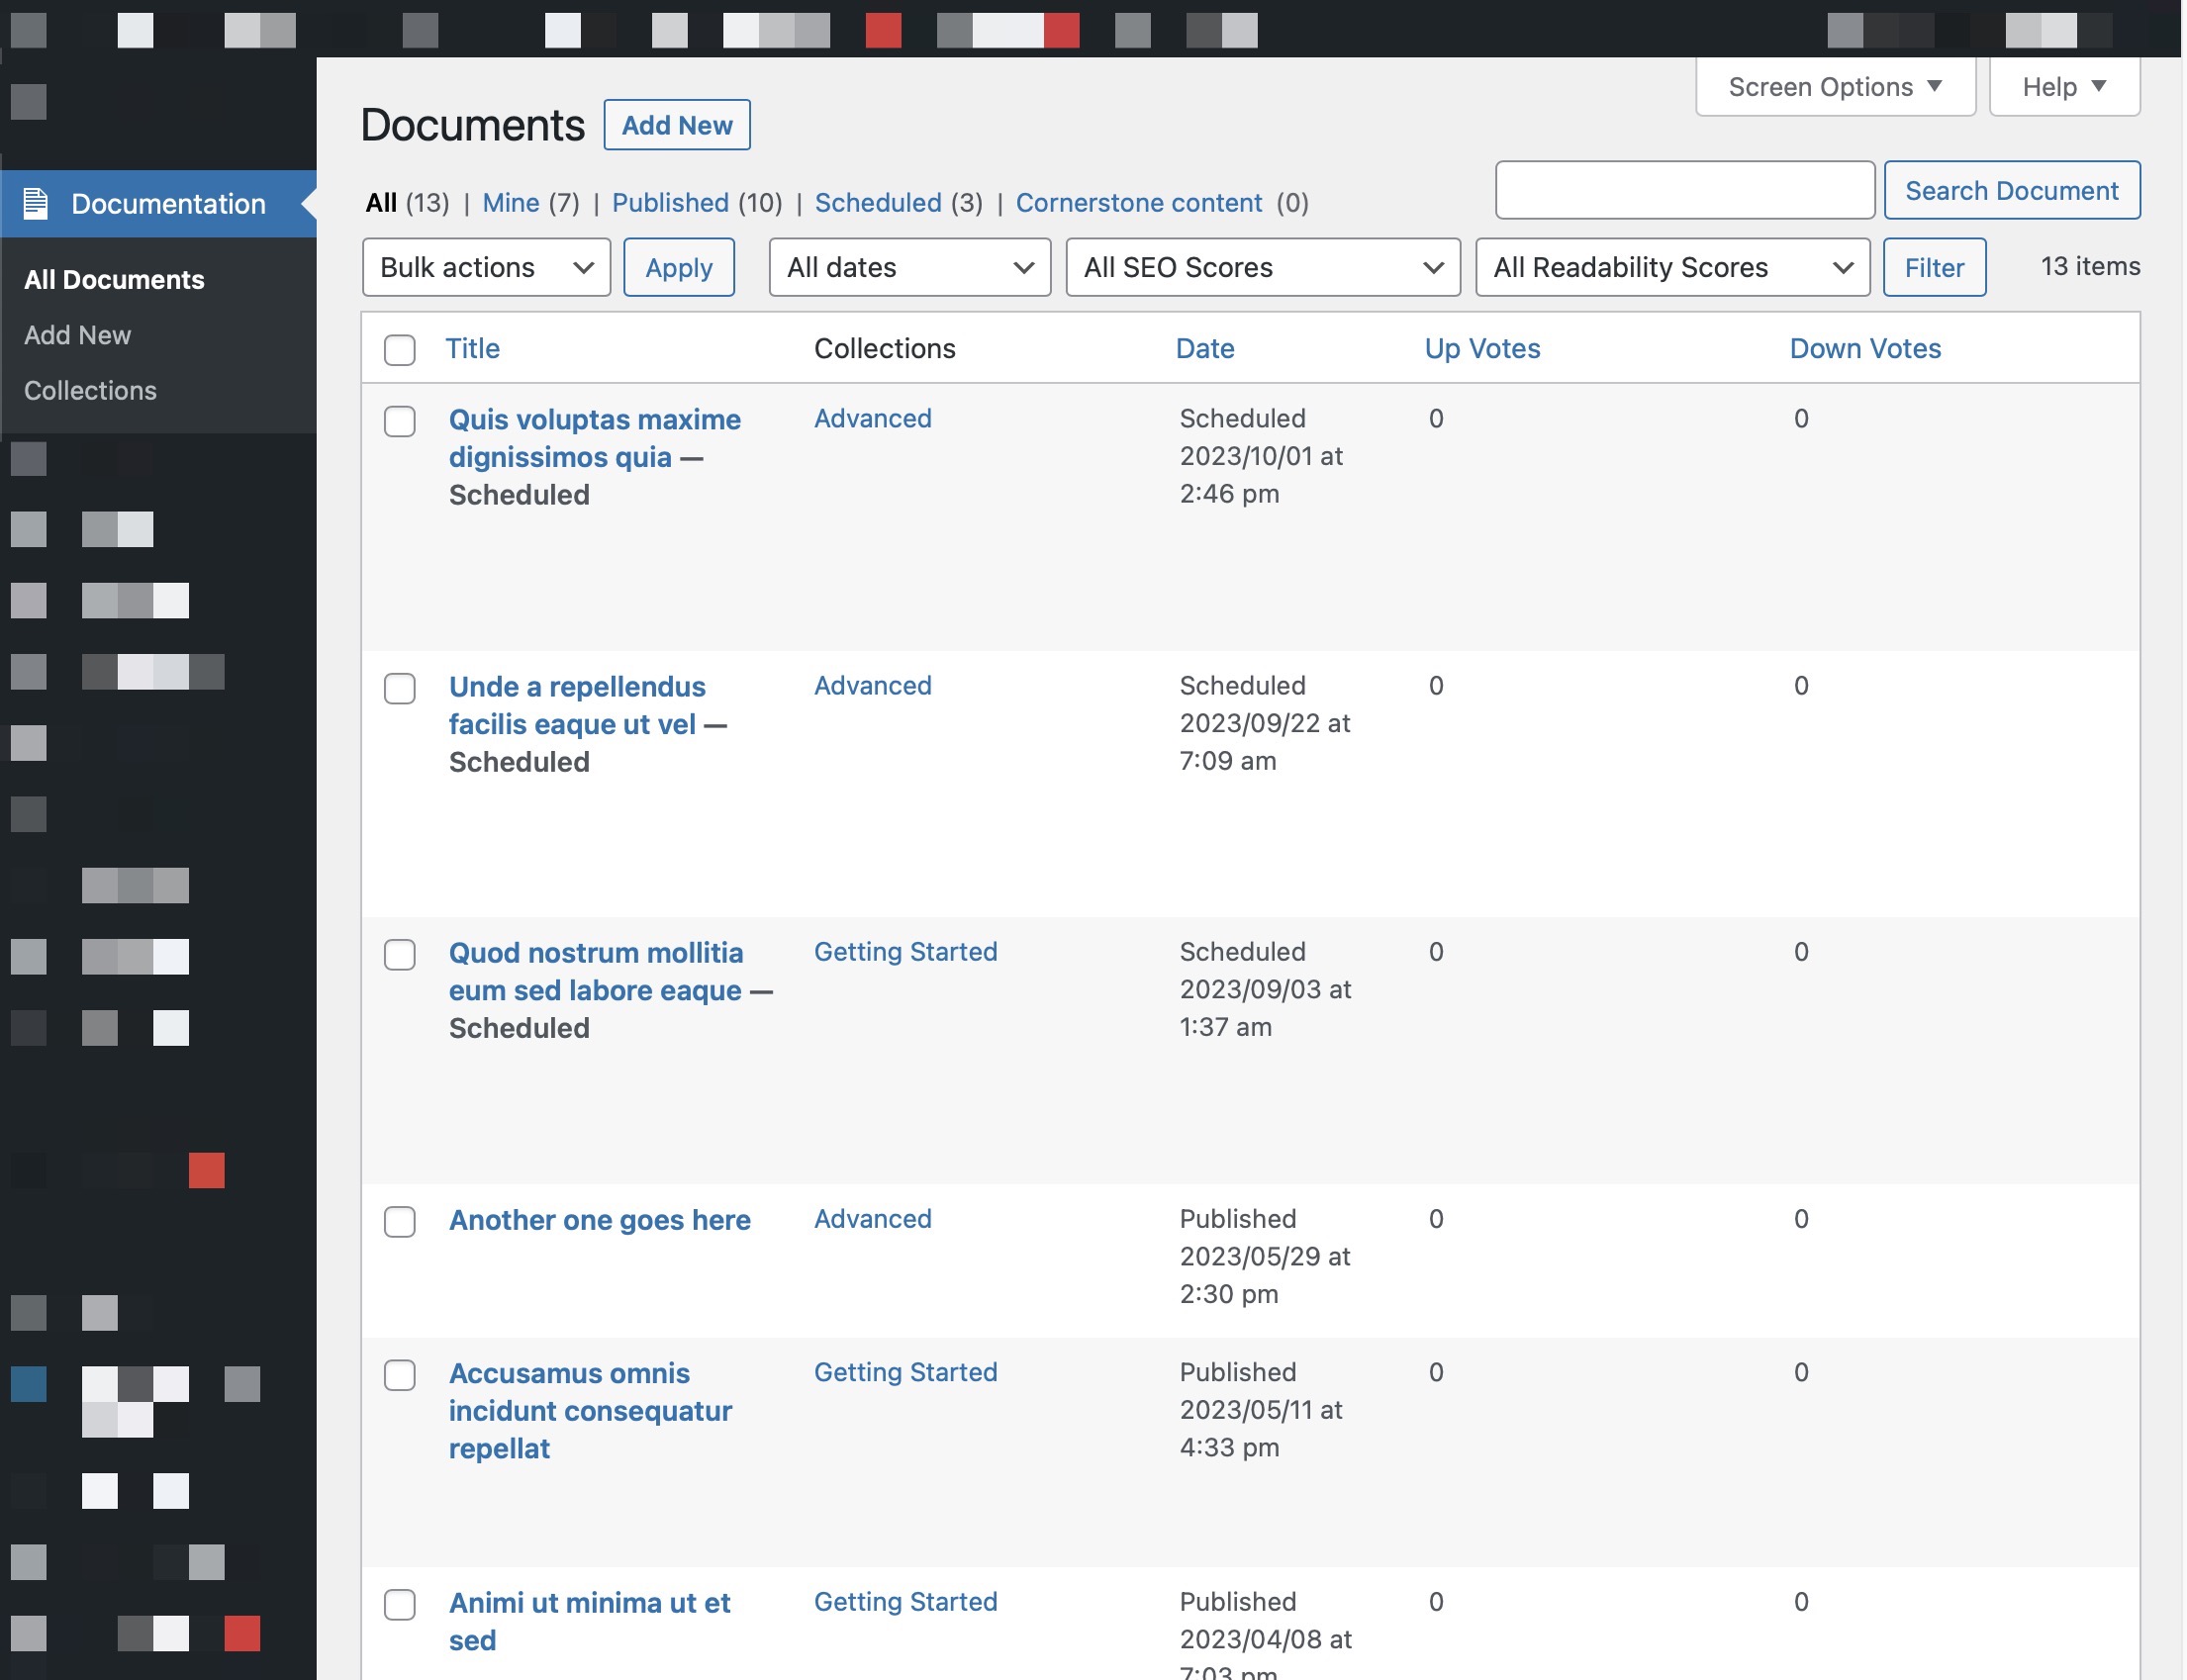 Screen Options ▼
Help ▼
Documents
Add New
Documentation
All Documents
Add New
Collections
All (13) | Mine (7) | Published (10) | Scheduled (3) | Cornerstone content (0)
Search Document
Bulk actions
Apply
All dates
All SEO Scores
All Readability Scores
Filter
13 items
Title
Collections
Date
Up Votes
Down Votes
Quis voluptas maxime
dignissimos quia —
Scheduled
Advanced
Scheduled
2023/10/01 at
2:46 pm
0
0
Unde a repellendus
facilis eaque ut vel —
Scheduled
Advanced
Scheduled
2023/09/22 at
7:09 am
0
0
Quod nostrum mollitia
eum sed labore eaque —
Scheduled
Getting Started
Scheduled
2023/09/03 at
1:37 am
0
0
Another one goes here
Advanced
Published
2023/05/29 at
2:30 pm
0
0
Accusamus omnis
incidunt consequatur
repellat
Getting Started
Published
2023/05/11 at
4:33 pm
0
0
Animi ut minima ut et
sed
Getting Started
Published
2023/04/08 at
7:03 pm
0
0